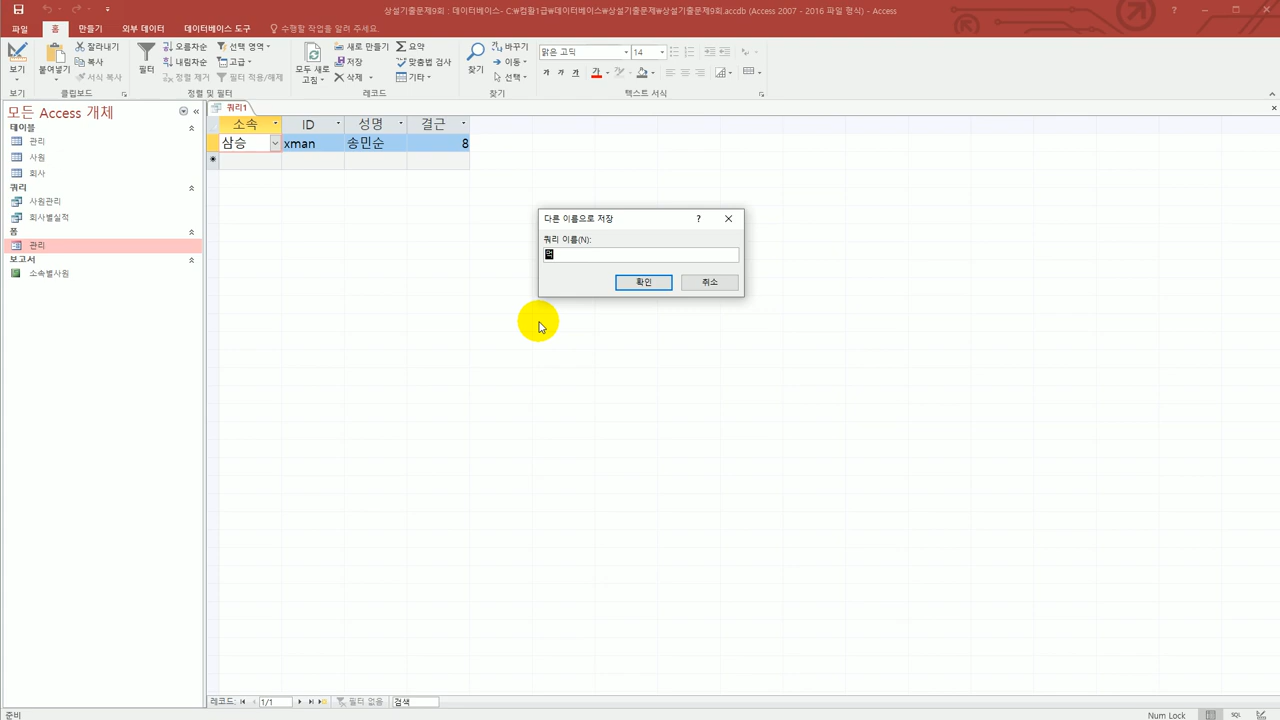 상설기출문제9회 : 데이터베이스- C:₩컴활1급₩데이터베이스₩상설기출문제₩상설기출문제9회.accdb (Access 2007 - 2016 파일 형식) - Access
파일 홈 만들기 외부 데이터 데이터베이스 도구 수행할 작업을 알려 주세요.
보기 붙여넣기 잘라내기 복사 서식 복사 필터 오름차순 내림차순 정렬 제거 선택 영역 고급 필터 적용/해제 모두 새로 고침 새로 만들기 저장 삭제 요약 맞춤법 검사 기타 찾기 바꾸기 이동 선택 맑은 고딕 14
가 가 가 가
보기 클립보드 정렬 및 필터 레코드 찾기 텍스트 서식
모든 Access 개체
테이블
관리
사원
회사
쿼리
사원관리
회사별실적
폼
관리
보고서
소속별사원
쿼리1
소속 ID 성명 결근
삼승 xman 송민순 8
다른 이름으로 저장 ?
쿼리 이름(N):
확인 취소
레코드: 1/1 필터 없음 검색
준비 Num Lock SQL